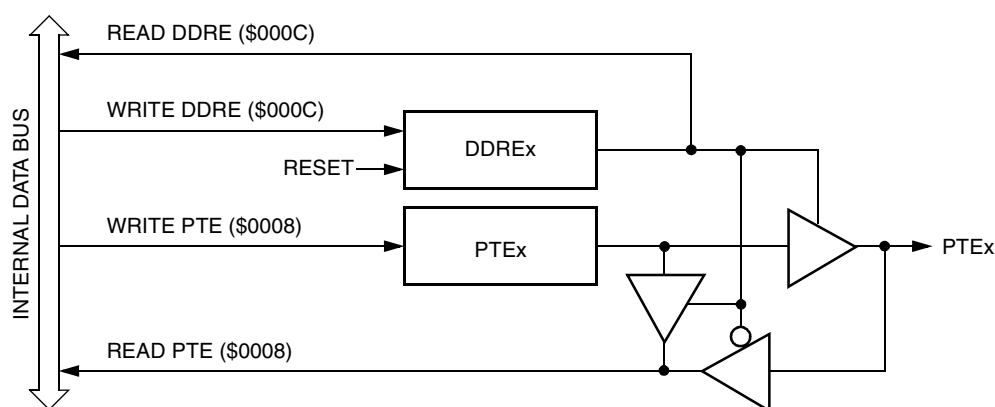 READ DDRE ($000C)
WRITE DDRE ($000C)
DDREx
RESET
INTERNAL DATA BUS
WRITE PTE ($0008)
PTEx
PTEx
READ PTE ($0008)